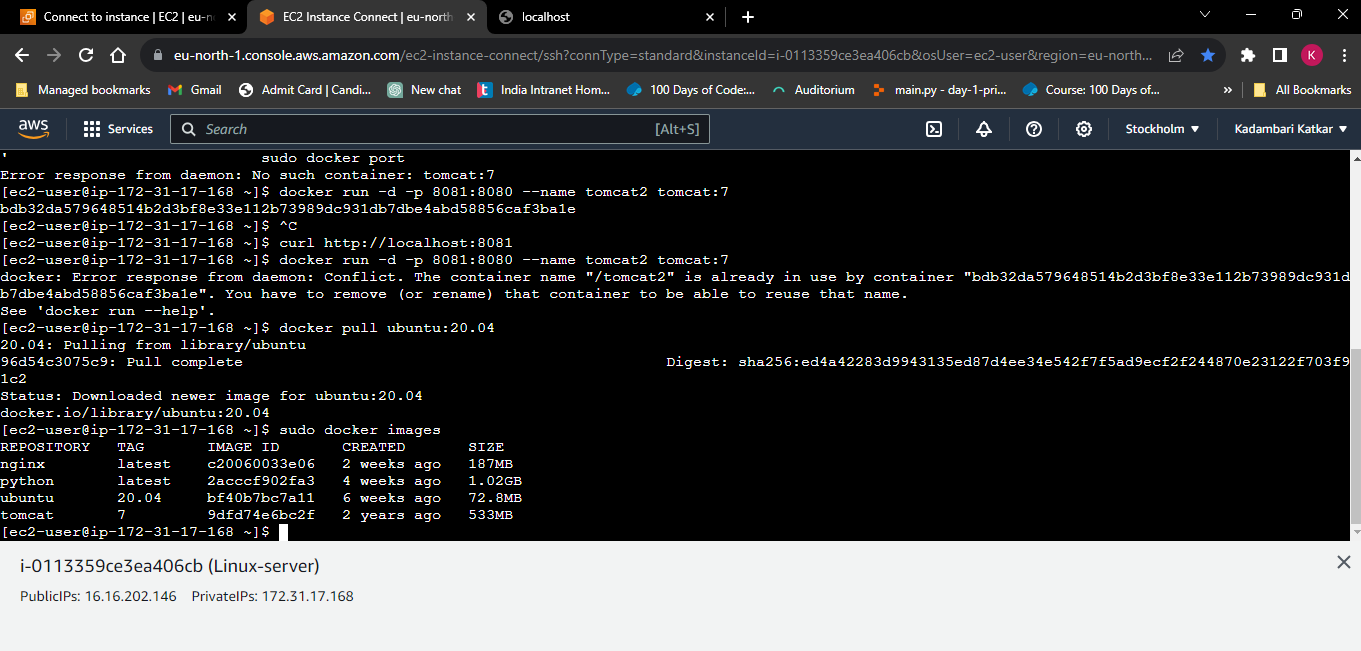 Connect to instance | EC2 | eu-n
EC2 Instance Connect | eu-north
localhost
eu-north-1.console.aws.amazon.com/ec2-instance-connect/ssh?connType=standard&instanceId=i-0113359ce3ea406cb&osUser=ec2-user&region=eu-north...
K
Managed bookmarks
Gmail
Admit Card | Candi...
New chat
India Intranet Hom...
100 Days of Code:...
Auditorium
main.py - day-1-pri...
Course: 100 Days of...
»
All Bookmarks
aws
Services
Search
[Alt+S]
Stockholm
Kadambari Katkar
' sudo docker port
Error response from daemon: No such container: tomcat:7
[ec2-user@ip-172-31-17-168 ~]$ docker run -d -p 8081:8080 --name tomcat2 tomcat:7
bdb32da579648514b2d3bf8e33e112b73989dc931db7dbe4abd58856caf3ba1e
[ec2-user@ip-172-31-17-168 ~]$ ^C
[ec2-user@ip-172-31-17-168 ~]$ curl http://localhost:8081
[ec2-user@ip-172-31-17-168 ~]$ docker run -d -p 8081:8080 --name tomcat2 tomcat:7
docker: Error response from daemon: Conflict. The container name "/tomcat2" is already in use by container "bdb32da579648514b2d3bf8e33e112b73989dc931d
b7dbe4abd58856caf3ba1e". You have to remove (or rename) that container to be able to reuse that name.
See 'docker run --help'.
[ec2-user@ip-172-31-17-168 ~]$ docker pull ubuntu:20.04
20.04: Pulling from library/ubuntu
96d54c3075c9: Pull complete Digest: sha256:ed4a42283d9943135ed87d4ee34e542f7f5ad9ecf2f244870e23122f703f9
1c2
Status: Downloaded newer image for ubuntu:20.04
docker.io/library/ubuntu:20.04
[ec2-user@ip-172-31-17-168 ~]$ sudo docker images
REPOSITORY TAG IMAGE ID CREATED SIZE
nginx latest c20060033e06 2 weeks ago 187MB
python latest 2acccf902fa3 4 weeks ago 1.02GB
ubuntu 20.04 bf40b7bc7a11 6 weeks ago 72.8MB
tomcat 7 9dfd74e6bc2f 2 years ago 533MB
[ec2-user@ip-172-31-17-168 ~]$
i-0113359ce3ea406cb (Linux-server)
PublicIPs: 16.16.202.146 PrivateIPs: 172.31.17.168